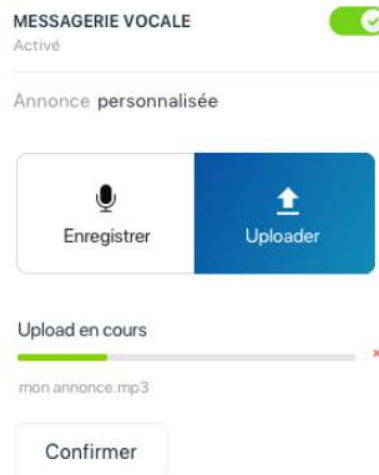 MESSAGERIE VOCALE
Activé
Annonce personnalisée
Enregistrer
Uploader
Upload en cours
mon annonce.mp3
Confirmer